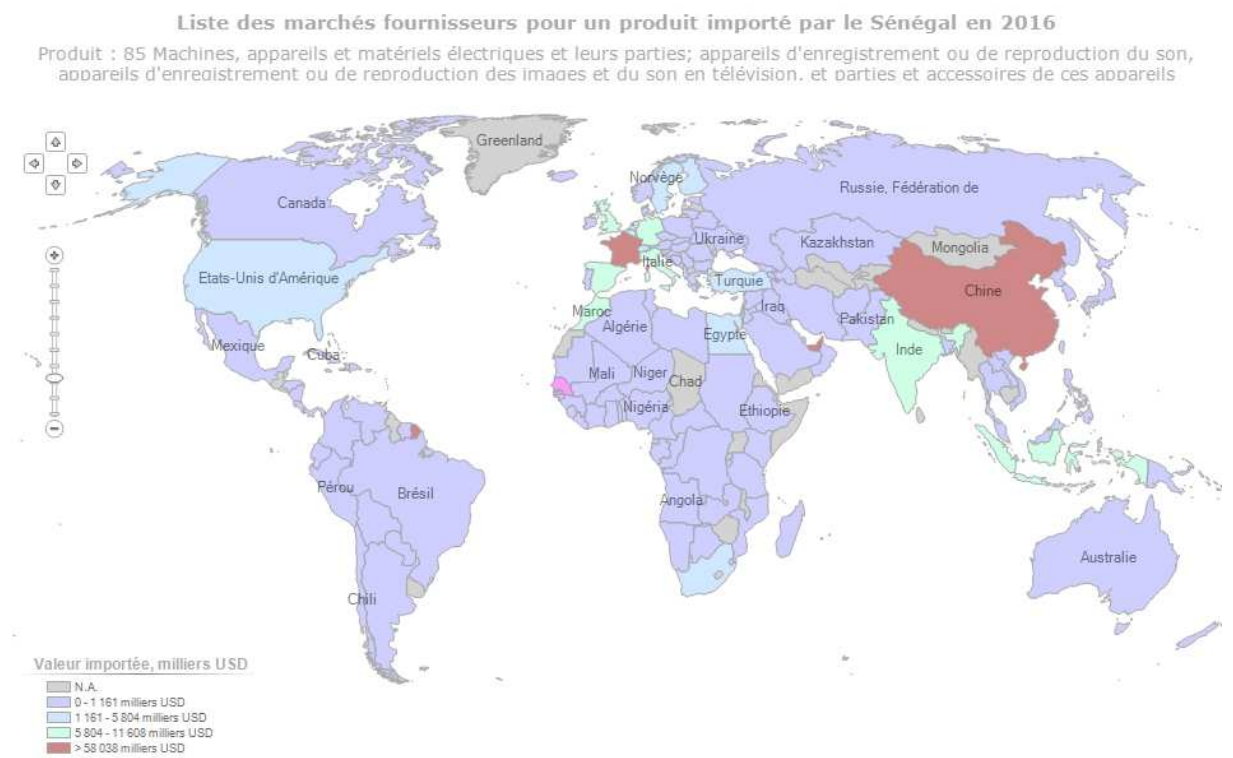 Liste des marchés fournisseurs pour un produit importé par le Sénégal en 2016
Produit : 85 Machines, appareils et matériels électriques et leurs parties; appareils d'enregistrement ou de reproduction du son,
appareils d'enregistrement ou de reproduction des images et du son en télévision, et parties et accessoires de ces appareils
Greenland
Norvège
Canada
Russie, Fédération de
Ukraine
Kazakhstan
Mongolia
Italie
Etats-Unis d'Amérique
Turquie
Chine
Maroc
Iraq
Pakistan
Algérie
Egypte
Mexique
Cuba
Inde
Mali
Niger
Chad
Nigéria
Ethiopie
Pérou
Brésil
Angola
Australie
Chili
Valeur importée, milliers USD
N.A.
0 - 1 161 milliers USD
1 161 - 5 804 milliers USD
5 804 - 11 608 milliers USD
> 58 038 milliers USD